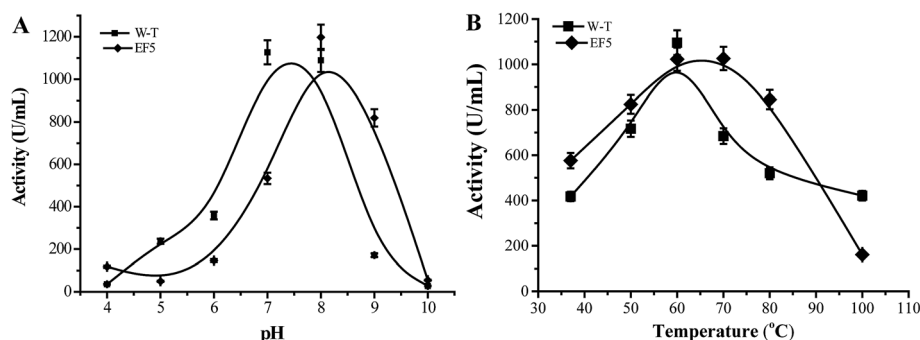 A
W-T
EF5
Activity (U/mL)
1200
1000
800
600
400
200
0
4 5 6 7 8 9 10
pH
B
W-T
EF5
Activity (U/mL)
1200
1000
800
600
400
200
0
30 40 50 60 70 80 90 100 110
Temperature (°C)